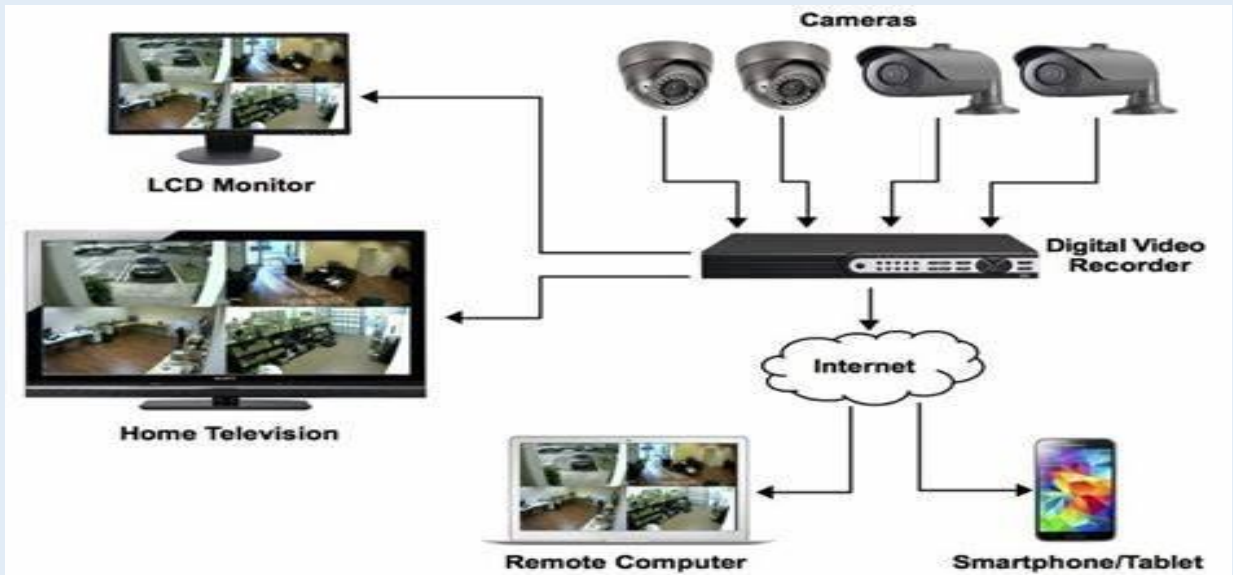 Cameras
LCD Monitor
Digital Video
Recorder
Internet
Home Television
Remote Computer
Smartphone/Tablet